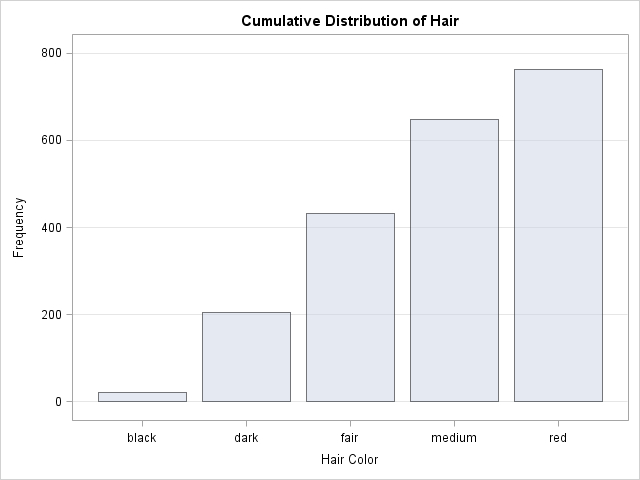 Cumulative Distribution of Hair
800
600
400
200
0
Frequency
black dark fair medium red
Hair Color